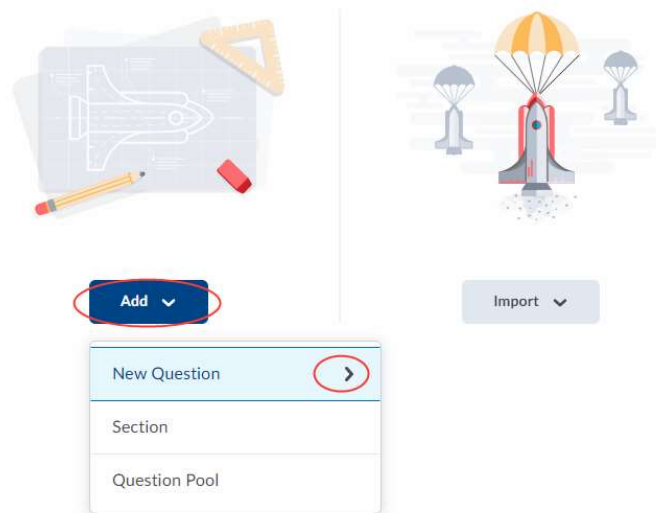 Add
Import
New Question
Section
Question Pool